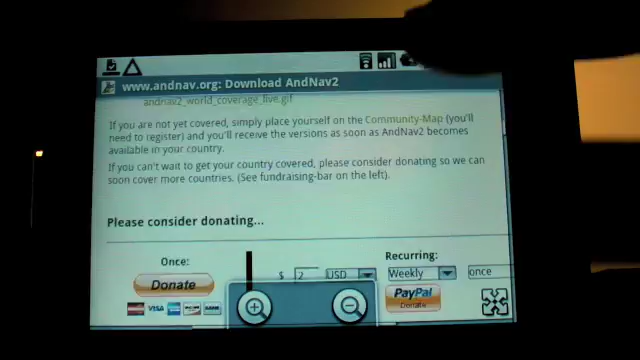 www.andnav.org: Download AndNav2
andnav2_world_coverage_live.gif
If you are not yet covered, simply place yourself on the Community-Map (you'll
need to register) and you'll receive the versions as soon as AndNav2 becomes
available in your country.
If you can't wait to get your country covered, please consider donating so we can
soon cover more countries. (See fundraising-bar on the left).
Please consider donating...
Once:
Recurring:
$ 2 USD
Weekly
once
Donate
PayPal
Donate
VISA